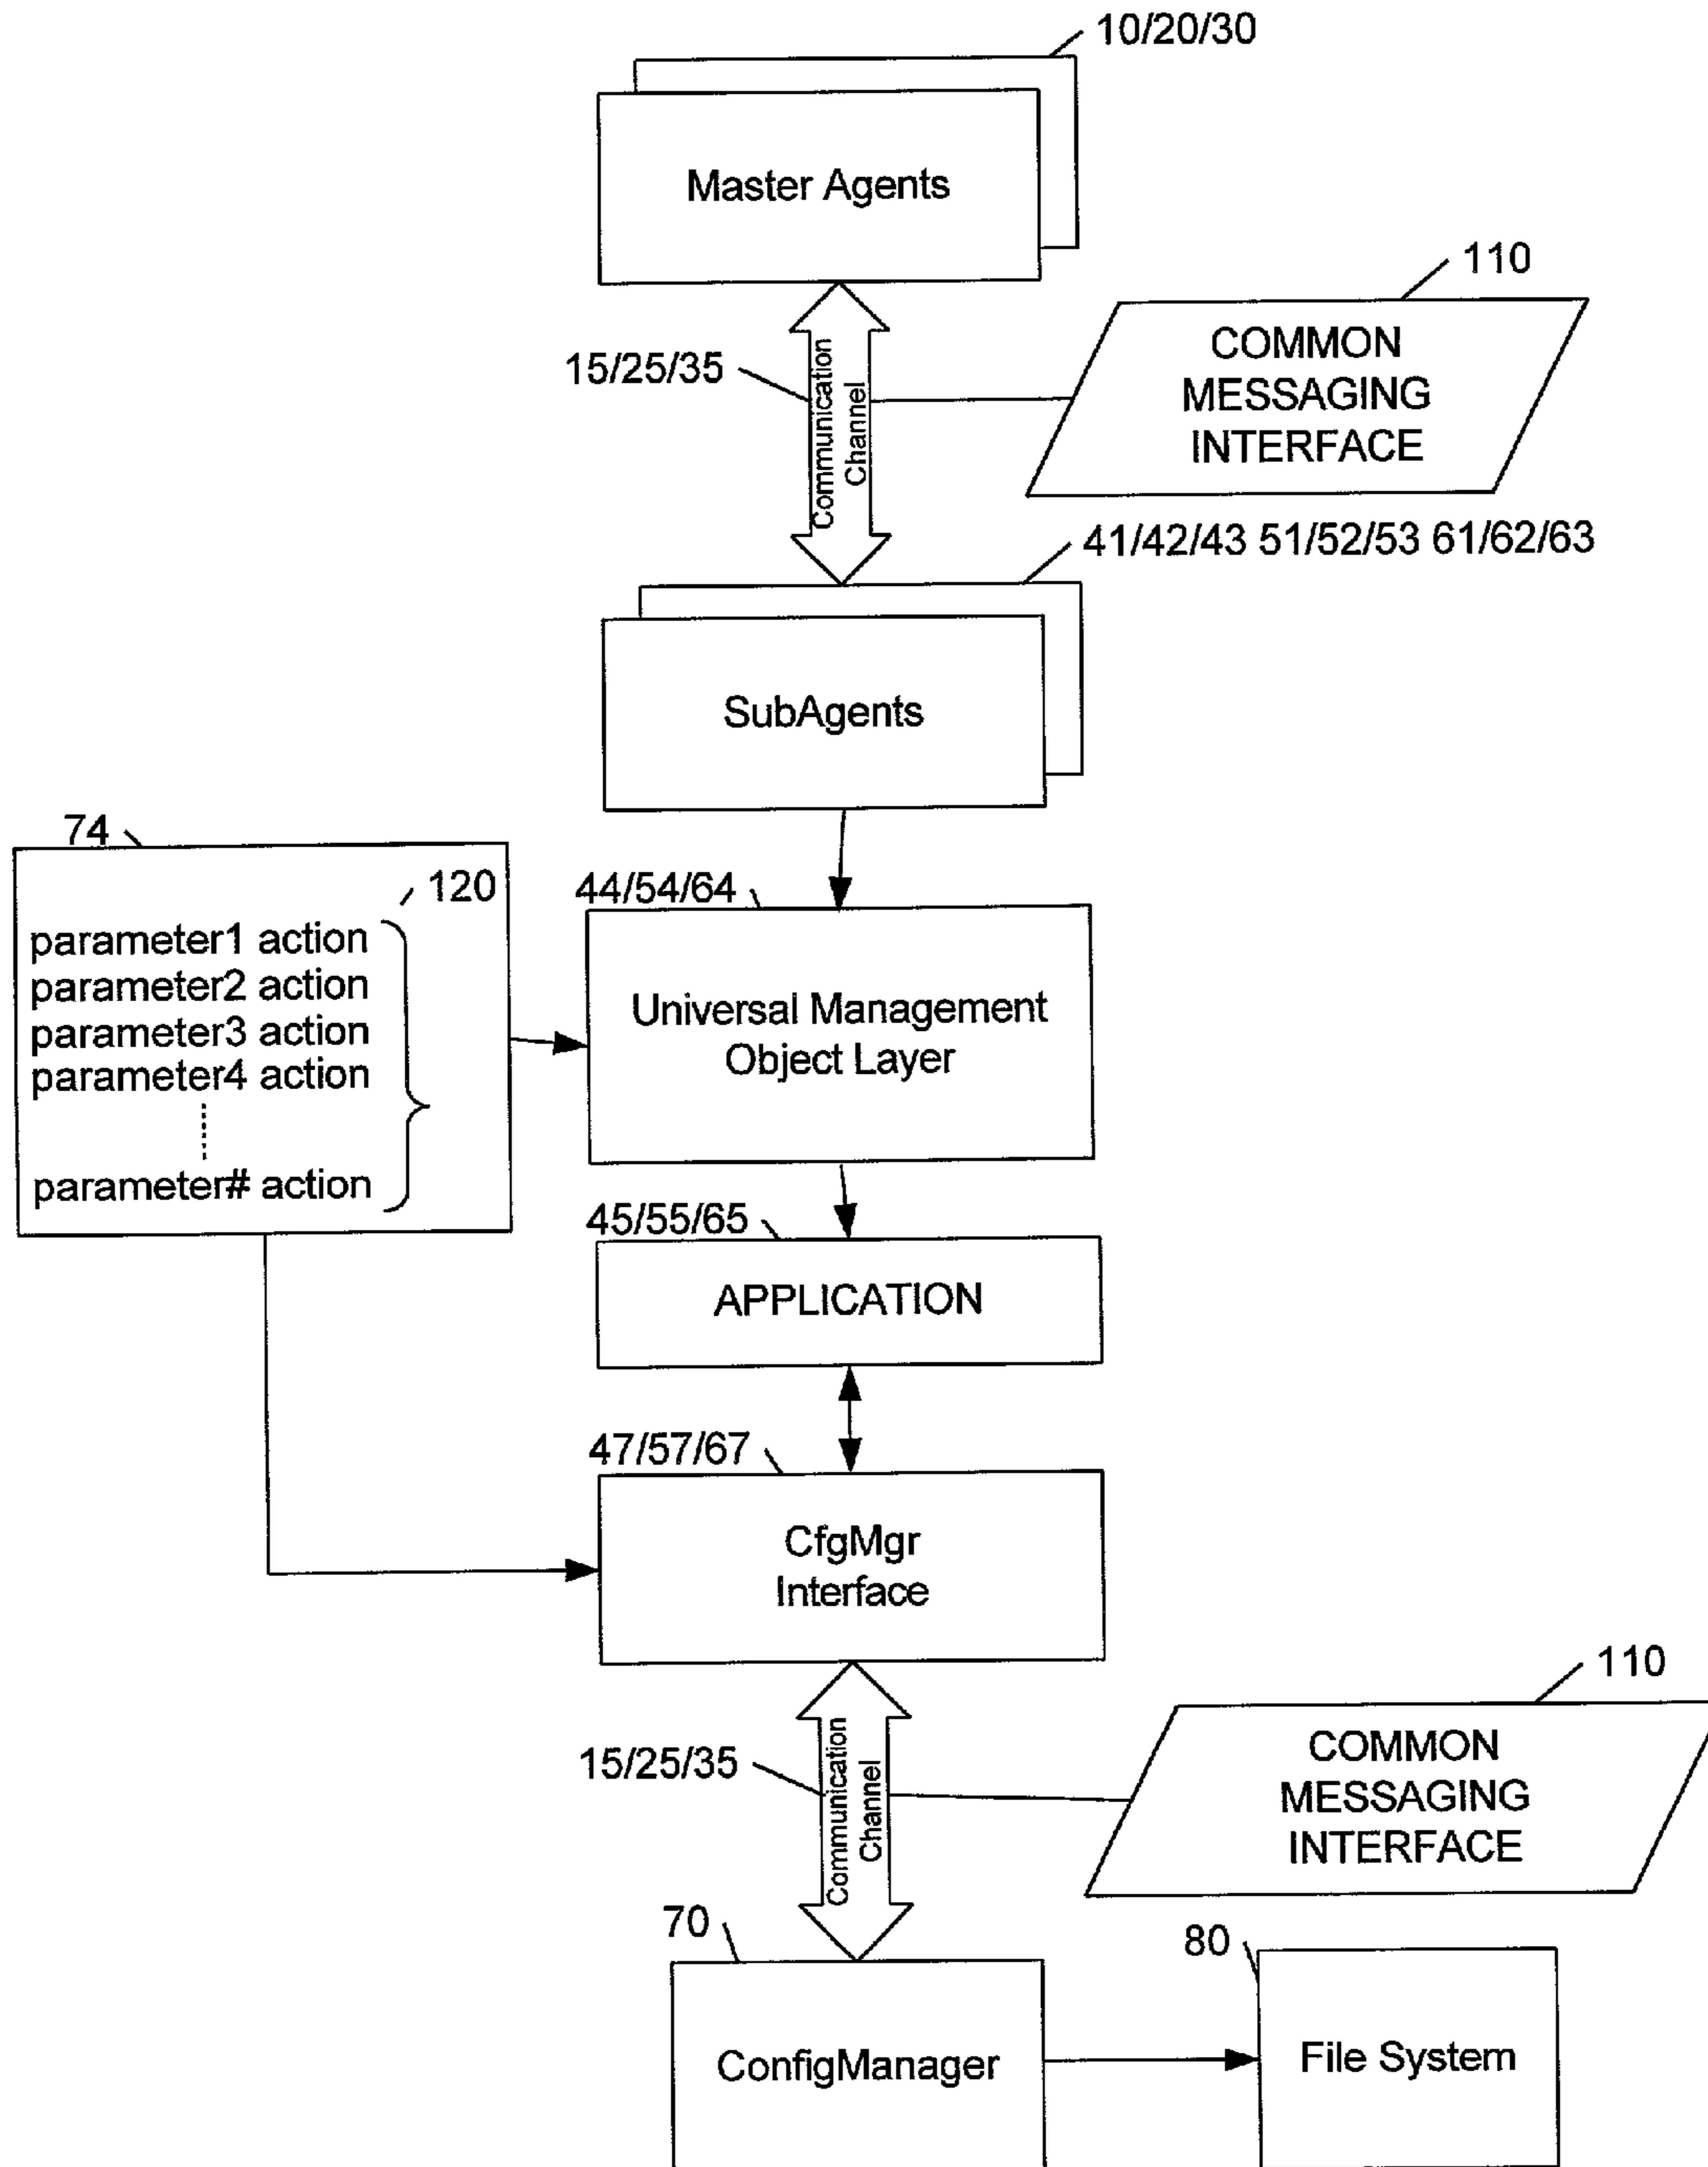 10/20/30
Master Agents
110
COMMON
MESSAGING
INTERFACE
15/25/35
Communication
Channel
41/42/43 51/52/53 61/62/63
SubAgents
74
120
parameter1 action
parameter2 action
parameter3 action
parameter4 action
parameter# action
44/54/64
Universal Management
Object Layer
45/55/65
APPLICATION
47/57/67
CfgMgr
Interface
110
COMMON
MESSAGING
INTERFACE
15/25/35
Communication
Channel
70
ConfigManager
80
File System